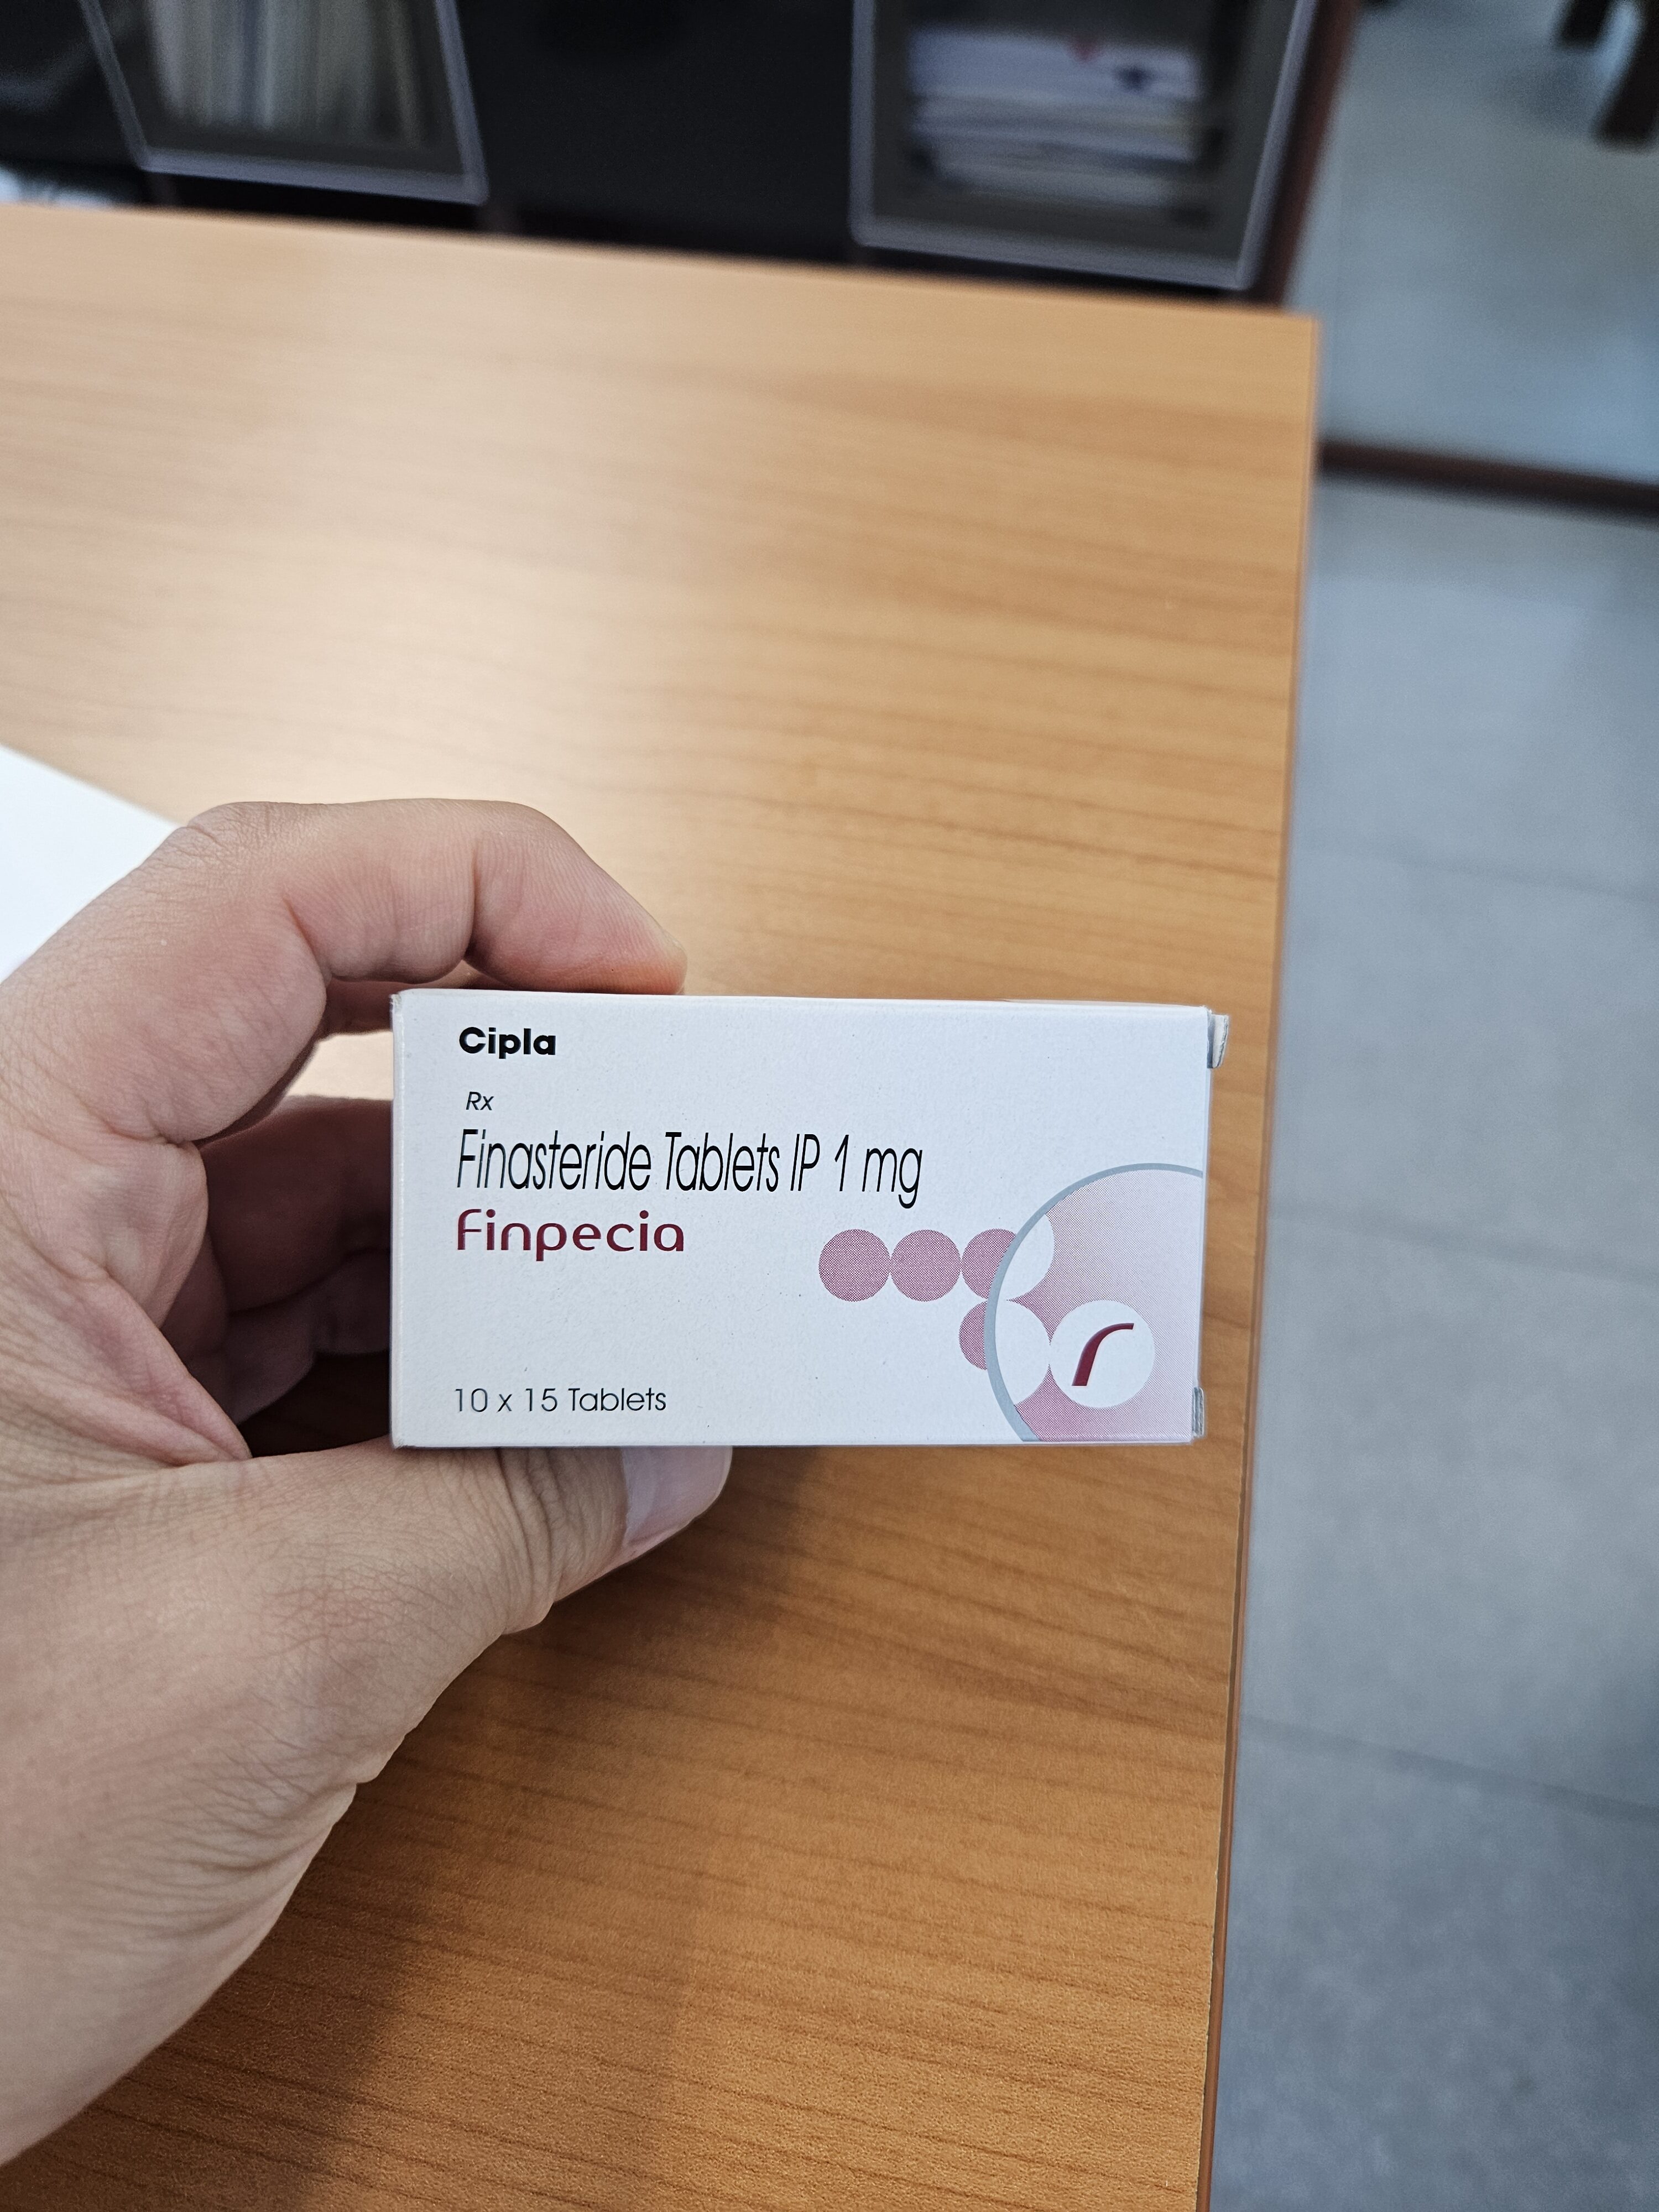 Cipla
Rx
Finasteride Tablets IP 1 mg
Finpecia
10 x 15 Tablets